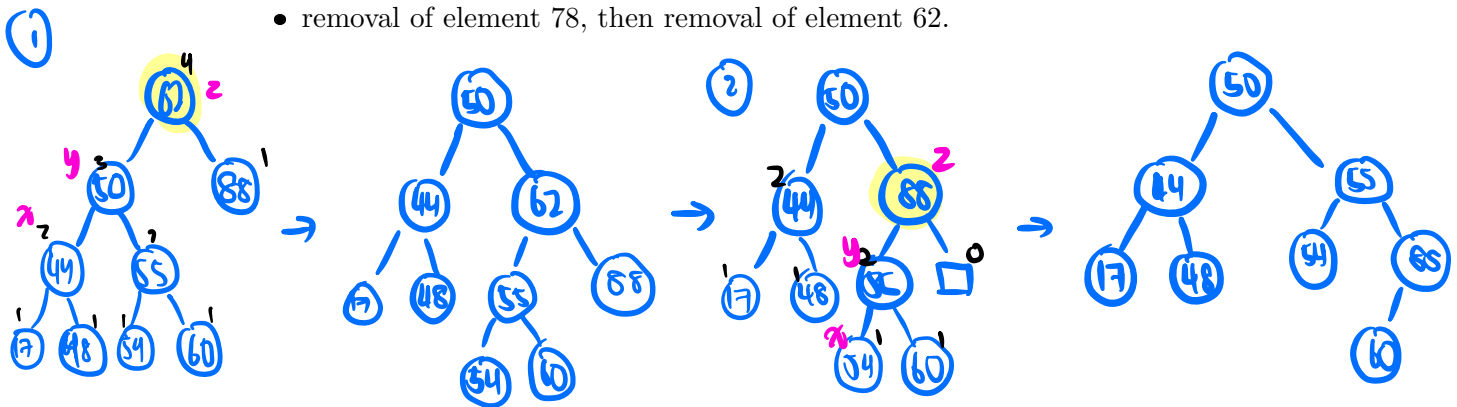 • removal of element 78, then removal of element 62.
1
4
62 z
y 3 50 88 1
x 2 44 2 55
1 17 48 1 1 54 60 1
→
50
44 62
17 48 55 88
54 60
→
2
50
2 44 88 z
1 17 1 48 y 2 55 0
x 54 1 60 1
→
50
44 55
17 48 54 88
60